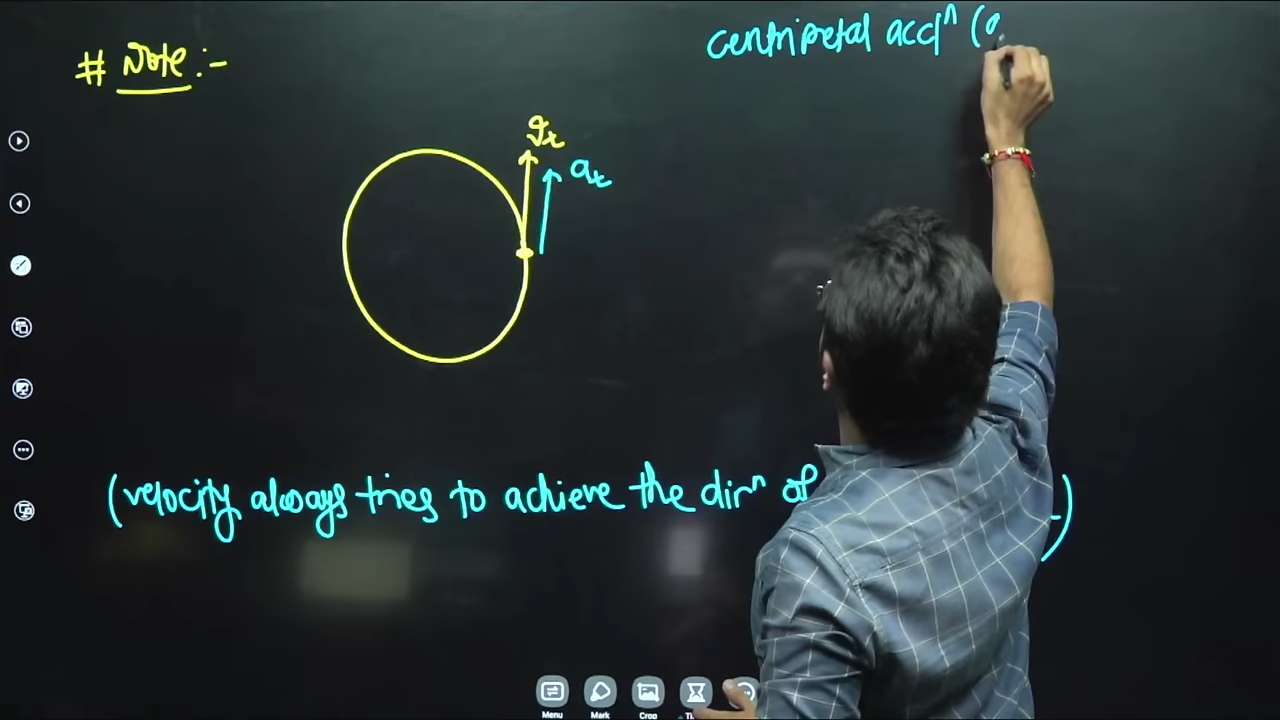 centripetal accⁿ (a
# Note :-
vₜ
aₜ
(velocity always tries to achieve the dirⁿ of )
Menu
Mark
Crop